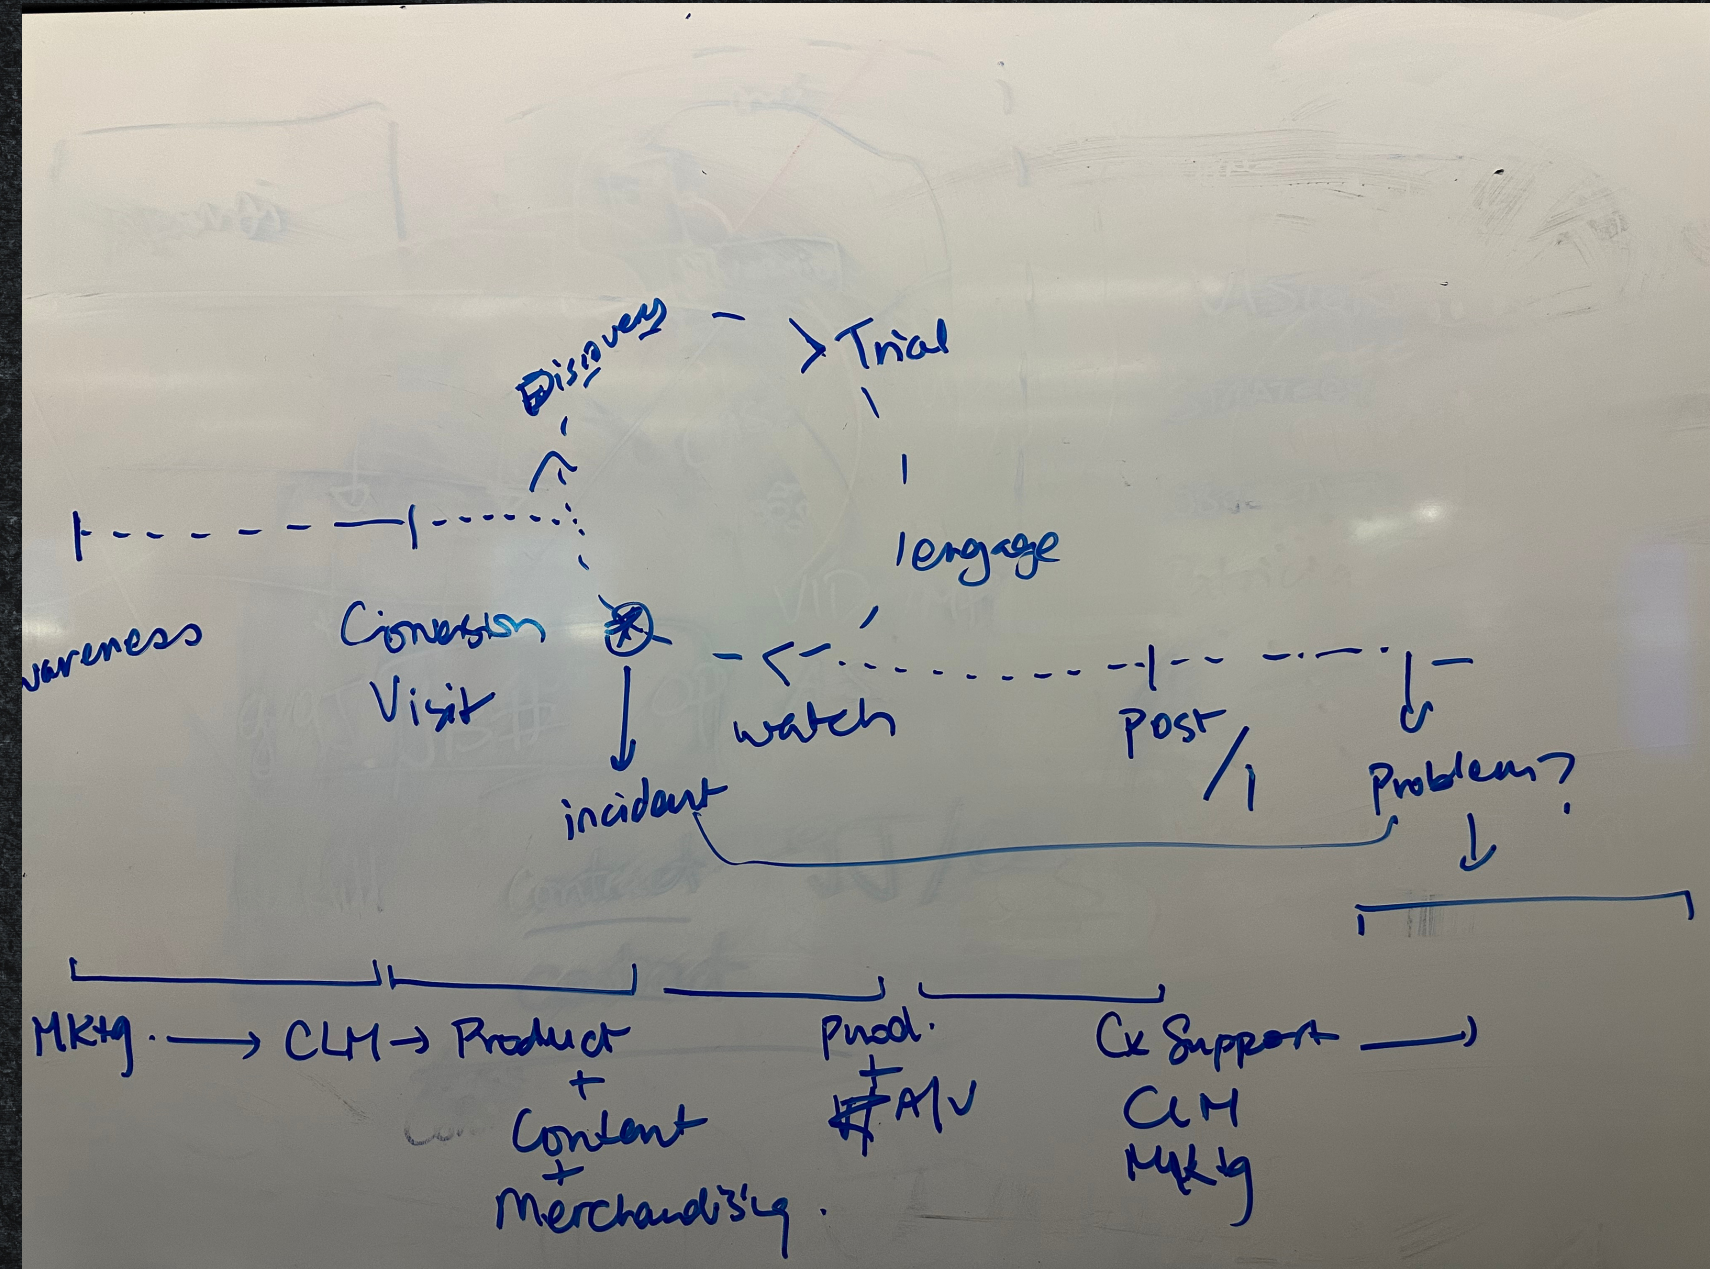 Discovery
Trial
engage
wareness
Conversion
Visit
watch
post
/
incident
Problem?
Mktg. → CLM → Product
+
Content
+
Merchandising.
Prod.
+
A/V
Cx Support →
CLM
Mktg